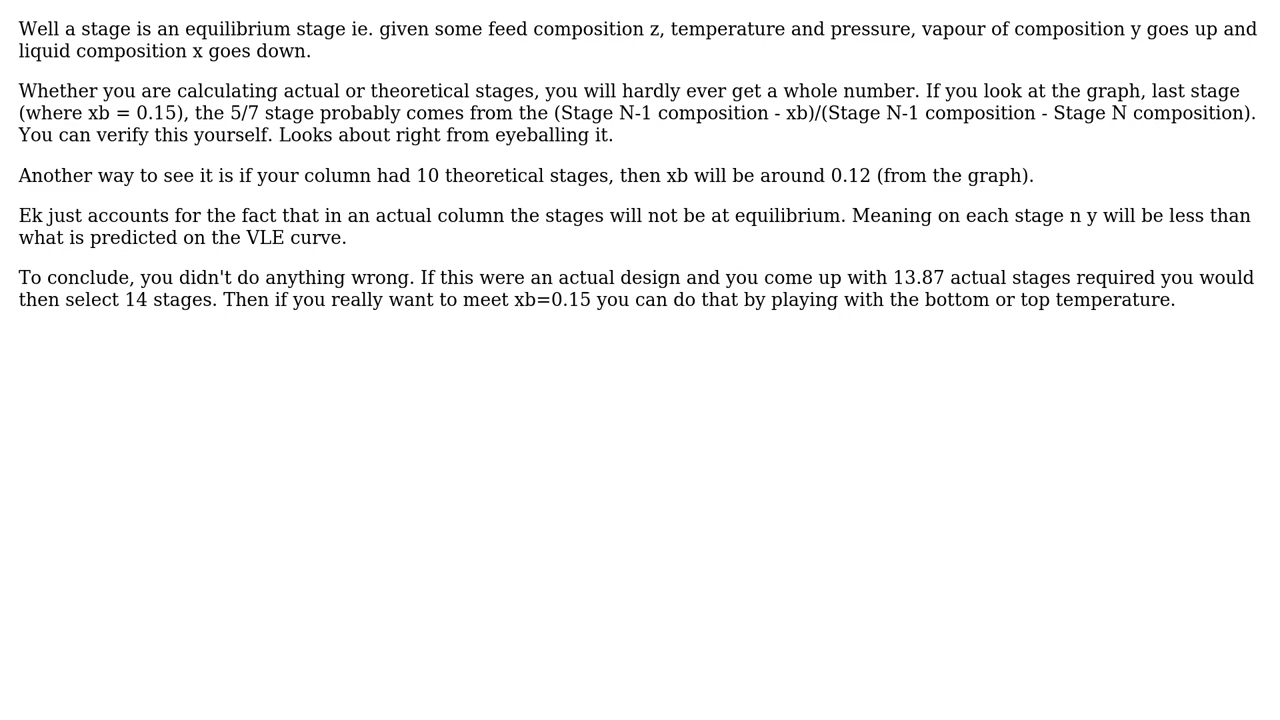 Well a stage is an equilibrium stage ie. given some feed composition z, temperature and pressure, vapour of composition y goes up and
liquid composition x goes down.
Whether you are calculating actual or theoretical stages, you will hardly ever get a whole number. If you look at the graph, last stage
(where xb = 0.15), the 5/7 stage probably comes from the (Stage N-1 composition - xb)/(Stage N-1 composition - Stage N composition).
You can verify this yourself. Looks about right from eyeballing it.
Another way to see it is if your column had 10 theoretical stages, then xb will be around 0.12 (from the graph).
Ek just accounts for the fact that in an actual column the stages will not be at equilibrium. Meaning on each stage n y will be less than
what is predicted on the VLE curve.
To conclude, you didn't do anything wrong. If this were an actual design and you come up with 13.87 actual stages required you would
then select 14 stages. Then if you really want to meet xb=0.15 you can do that by playing with the bottom or top temperature.